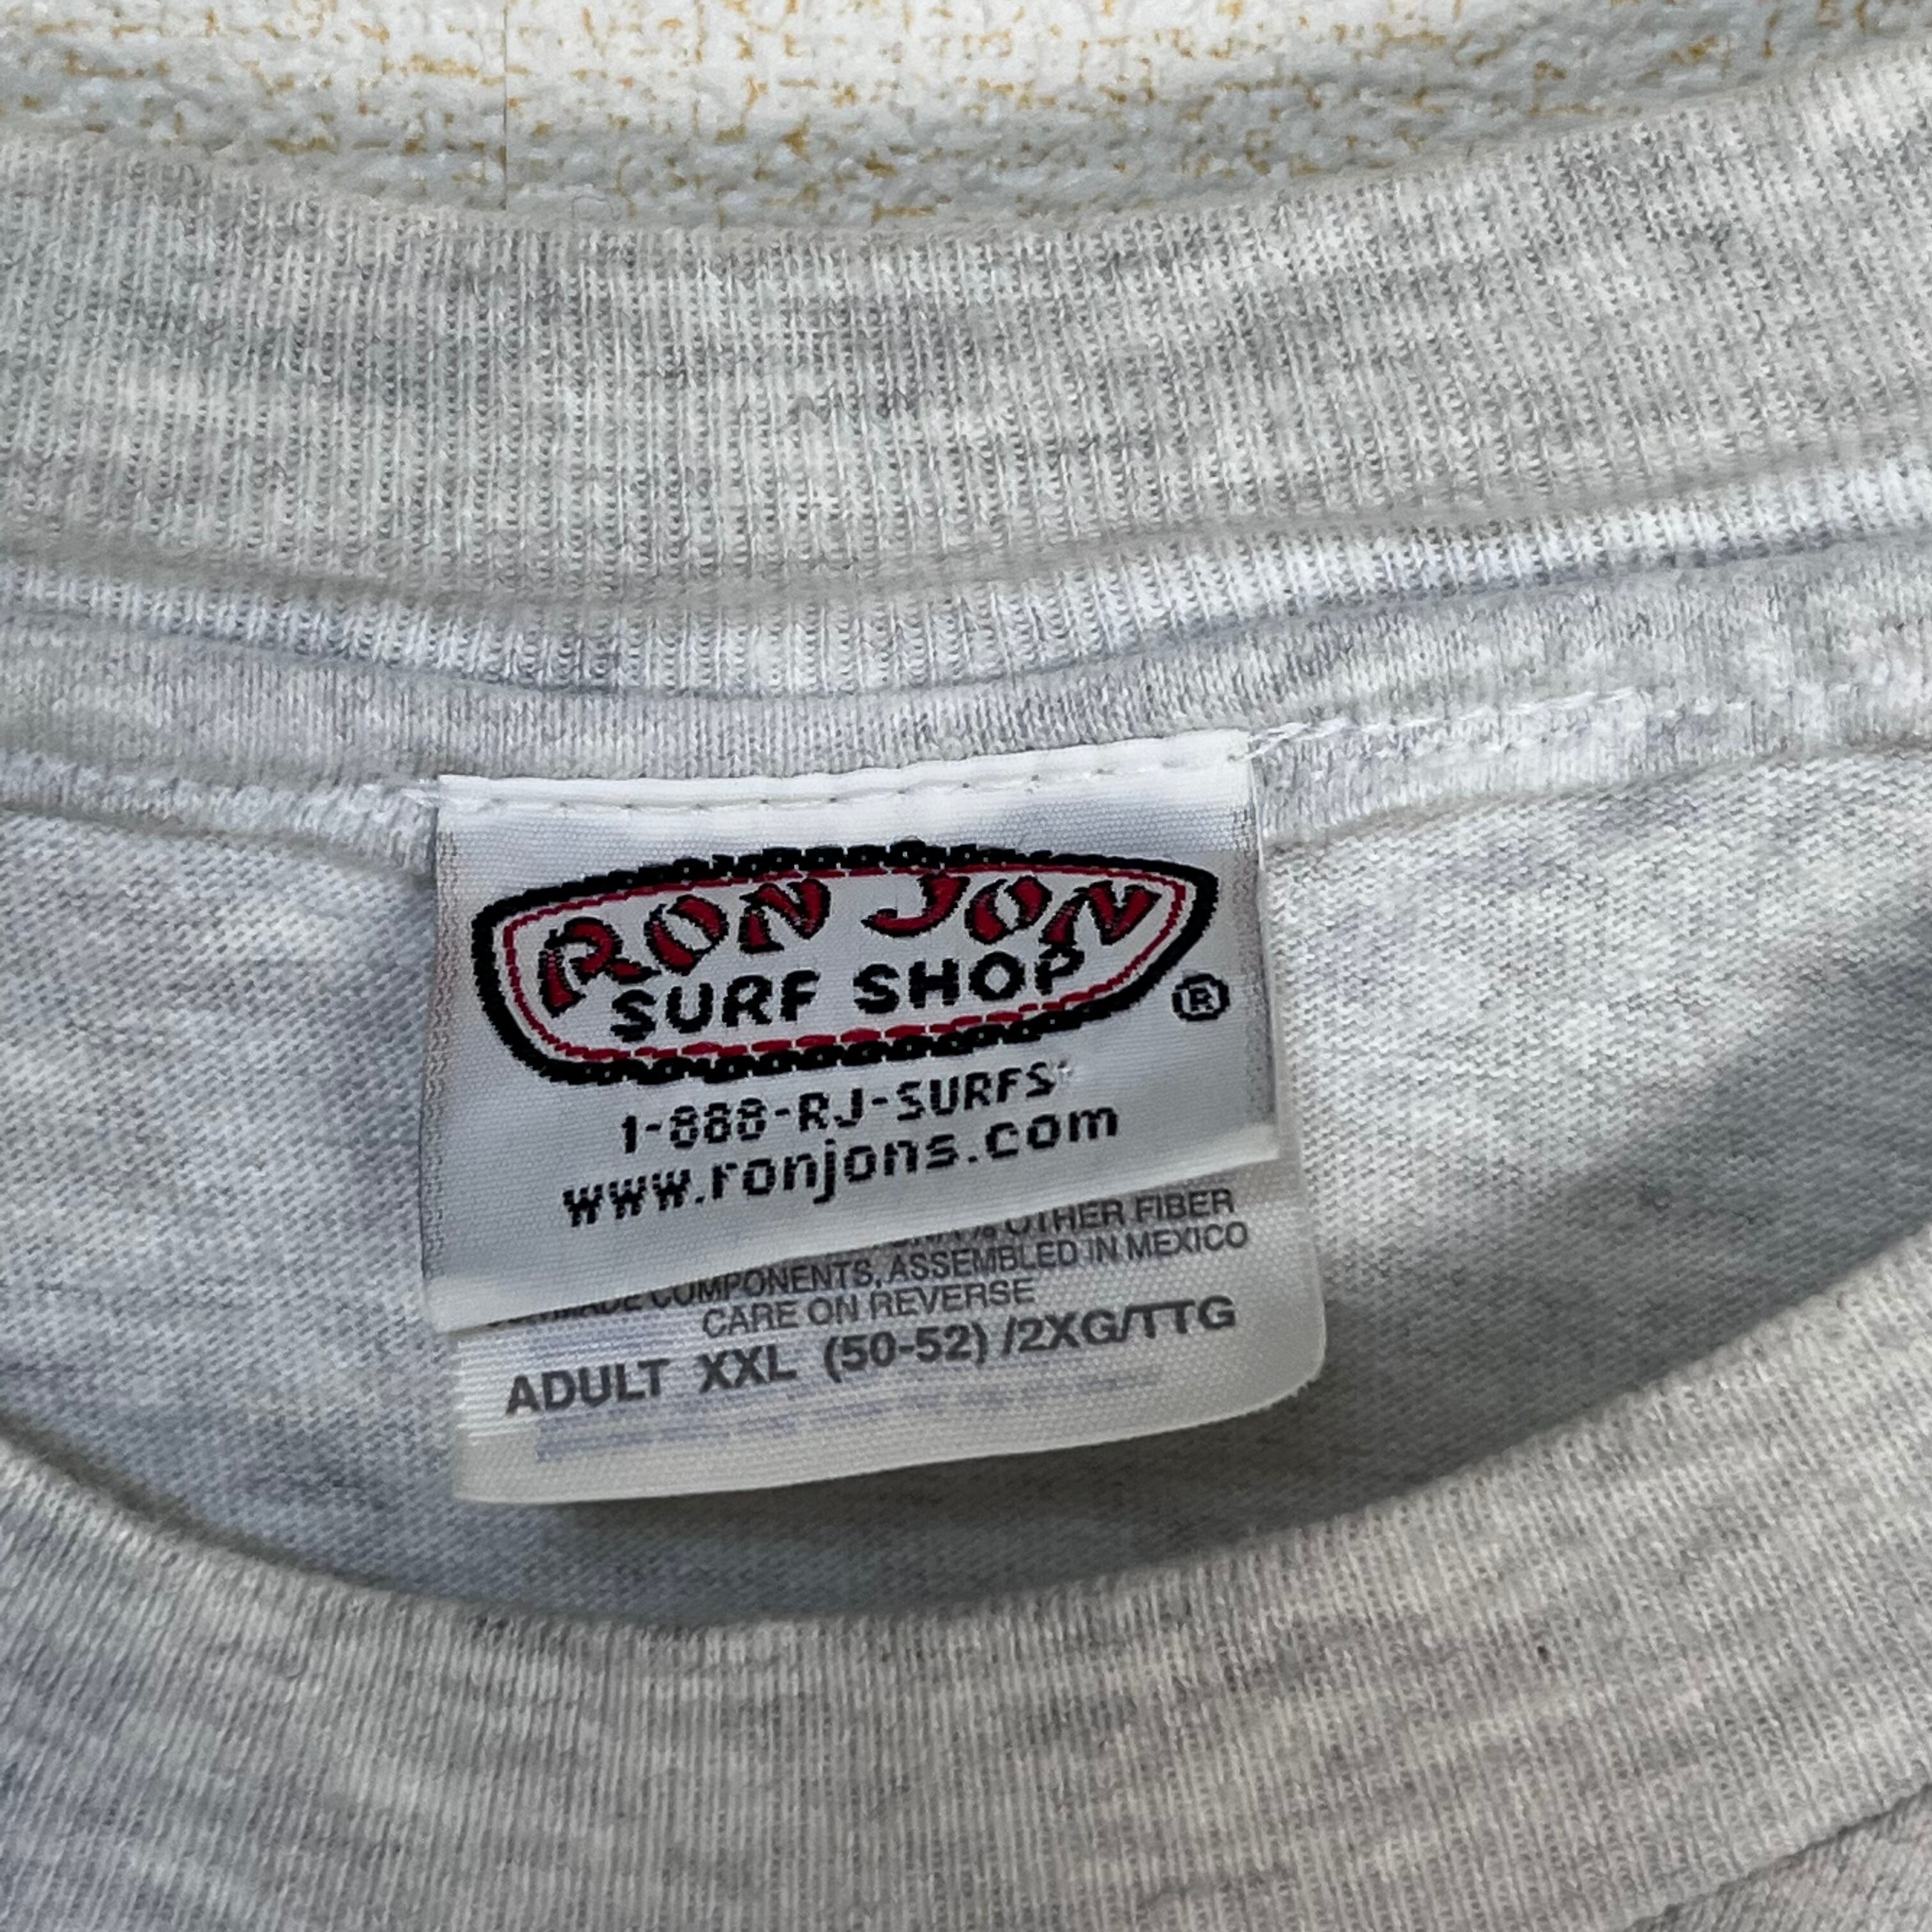 RON JON
SURF SHOP
®
1-888-RJ-SURFS
www.ronjons.com
% OTHER FIBER
COMPONENTS, ASSEMBLED IN MEXICO
CARE ON REVERSE
ADULT XXL (50-52) /2XG/TTG